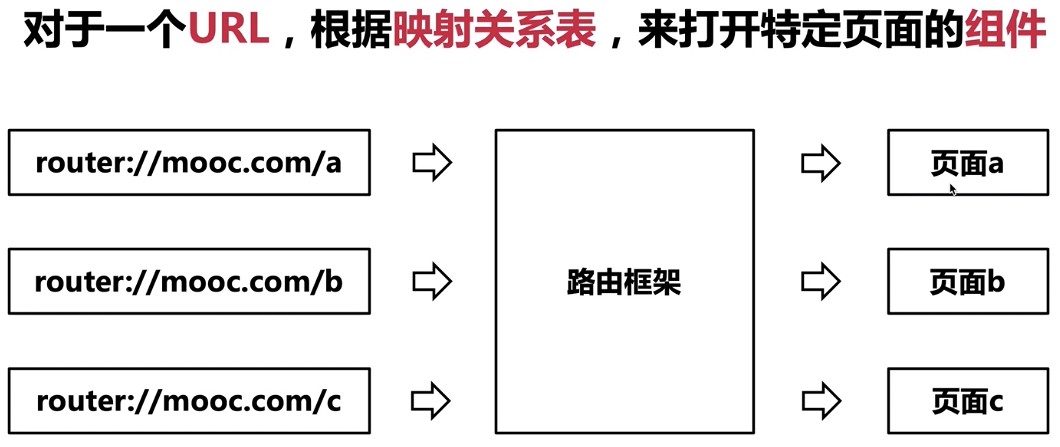 对于一个URL，根据映射关系表，来打开特定页面的组件
router://mooc.com/a
页面a
router://mooc.com/b
路由框架
页面b
router://mooc.com/c
页面c